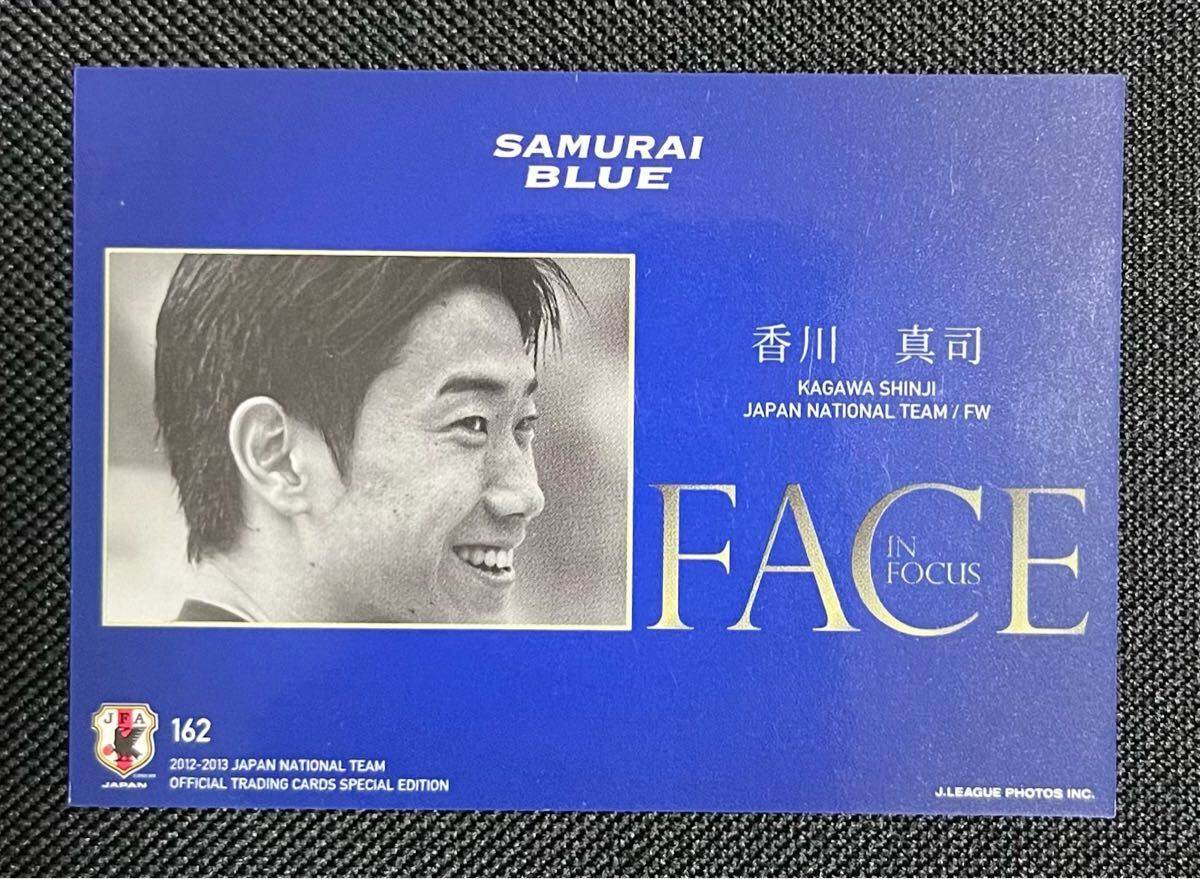 SAMURAI
BLUE
香川 真司
KAGAWA SHINJI
JAPAN NATIONAL TEAM / FW
FACE
IN
FOCUS
JFA
JAPAN
162
2012-2013 JAPAN NATIONAL TEAM
OFFICIAL TRADING CARDS SPECIAL EDITION
J.LEAGUE PHOTOS INC.